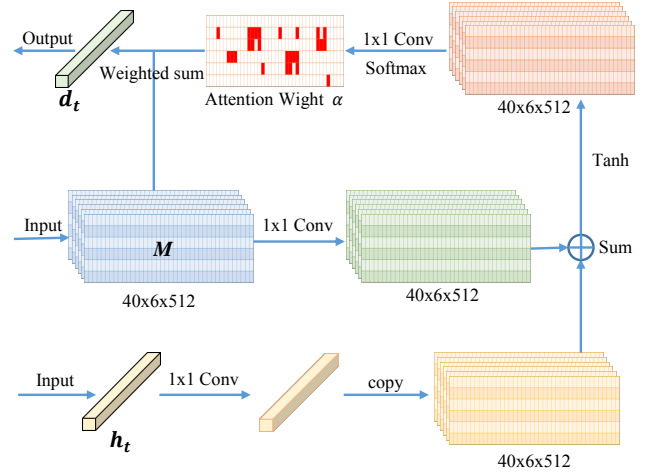 Output
Weighted sum
1x1 Conv
Softmax
d_t
Attention Wight α
40x6x512
Tanh
Input
M
1x1 Conv
Sum
40x6x512
40x6x512
Input
1x1 Conv
copy
h_t
40x6x512